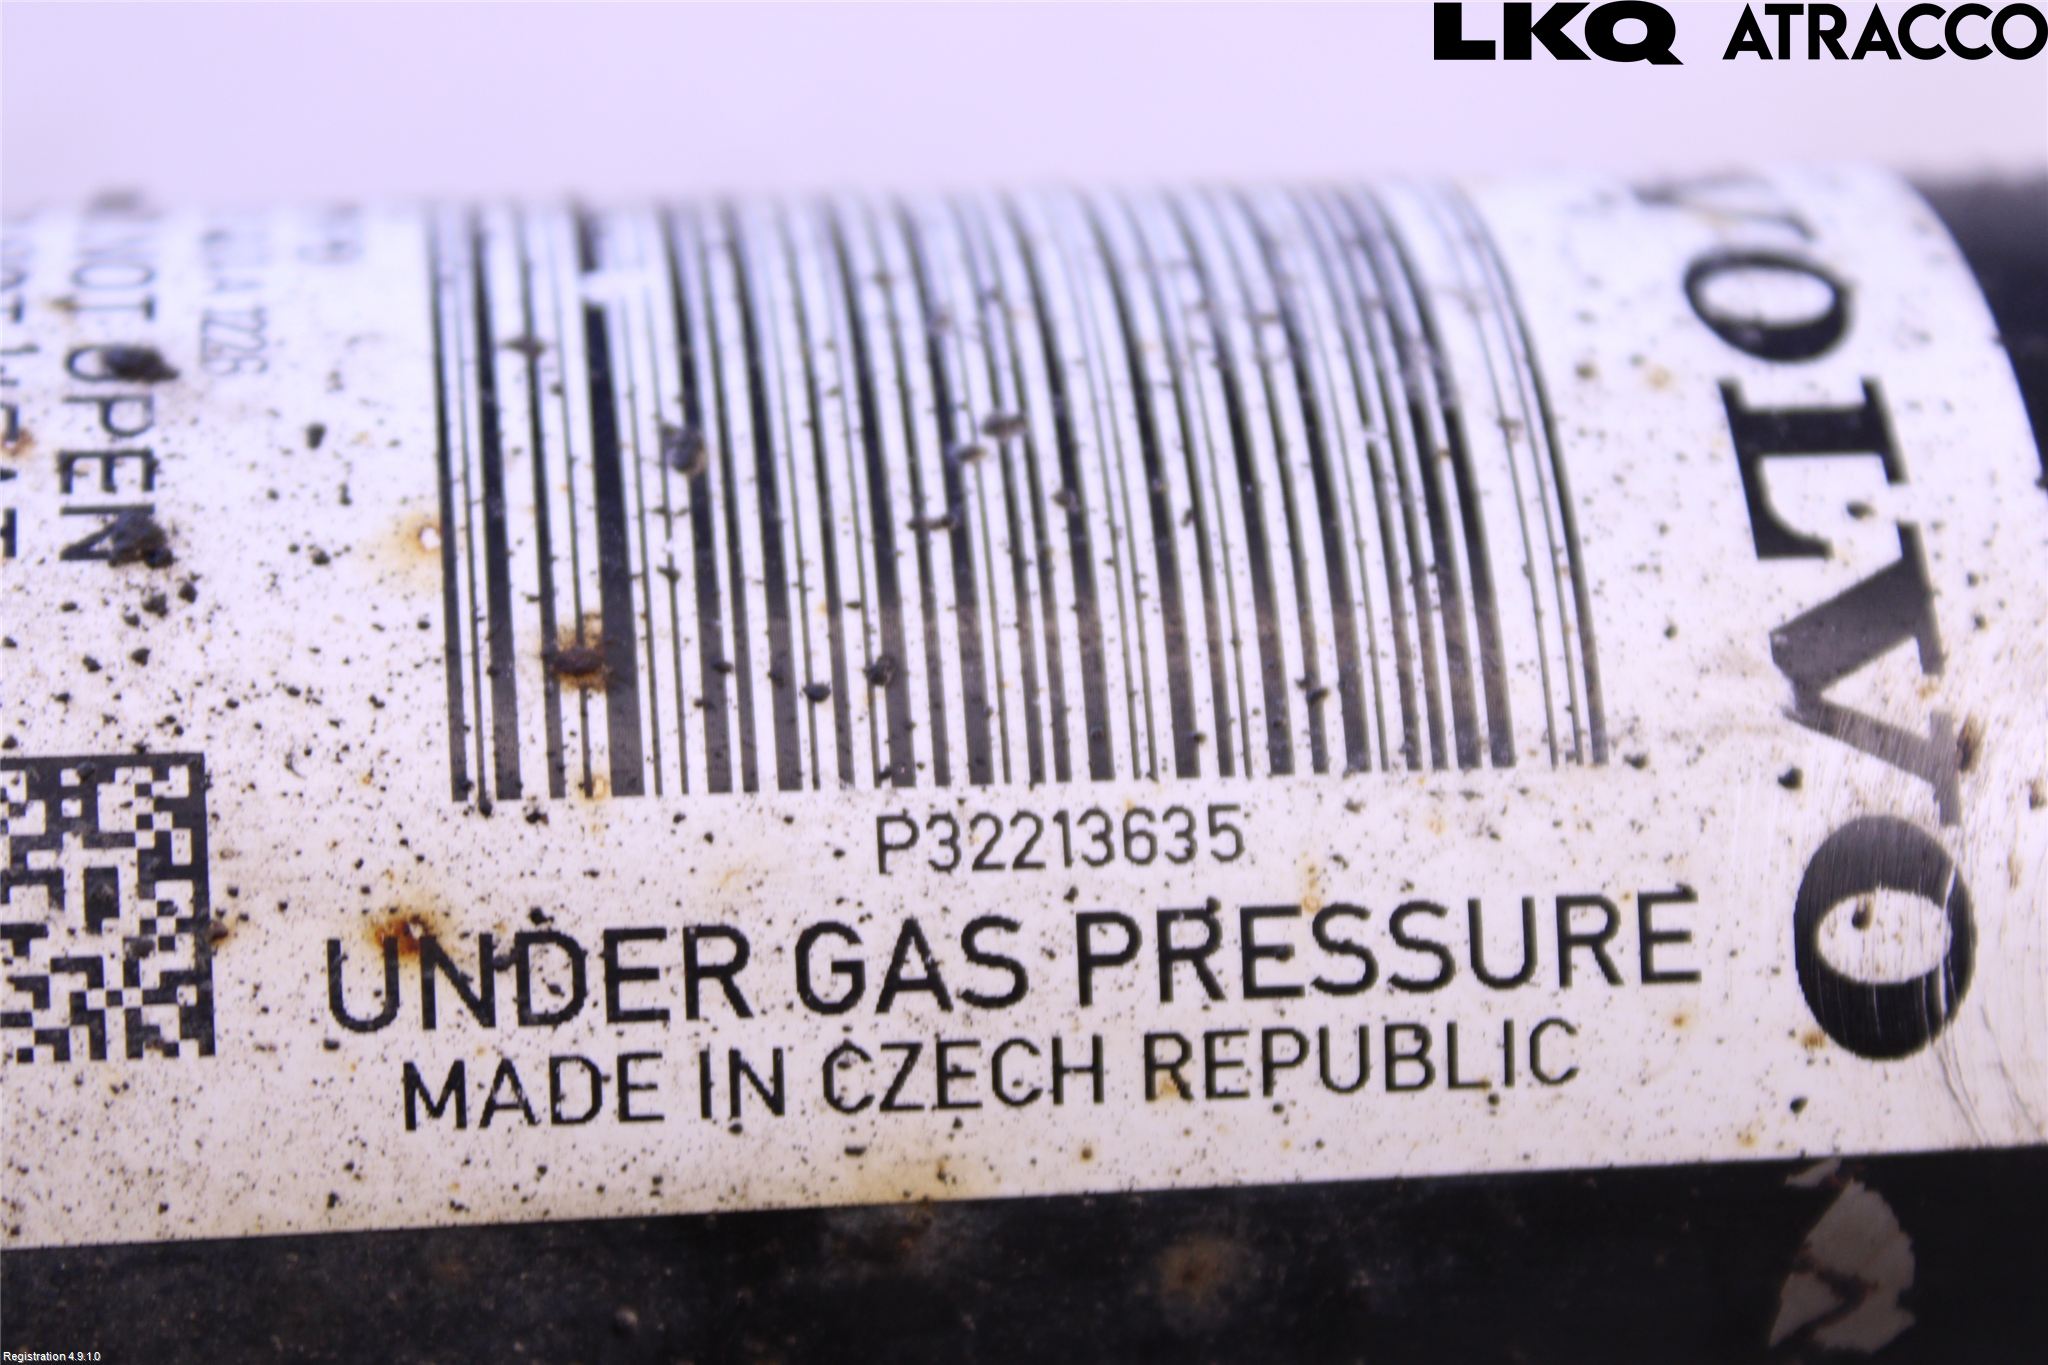 LKQ ATRACCO
VOLVO
NOT OPEN
P32213635
UNDER GAS PRESSURE
MADE IN CZECH REPUBLIC
Registration 4.9.1.0